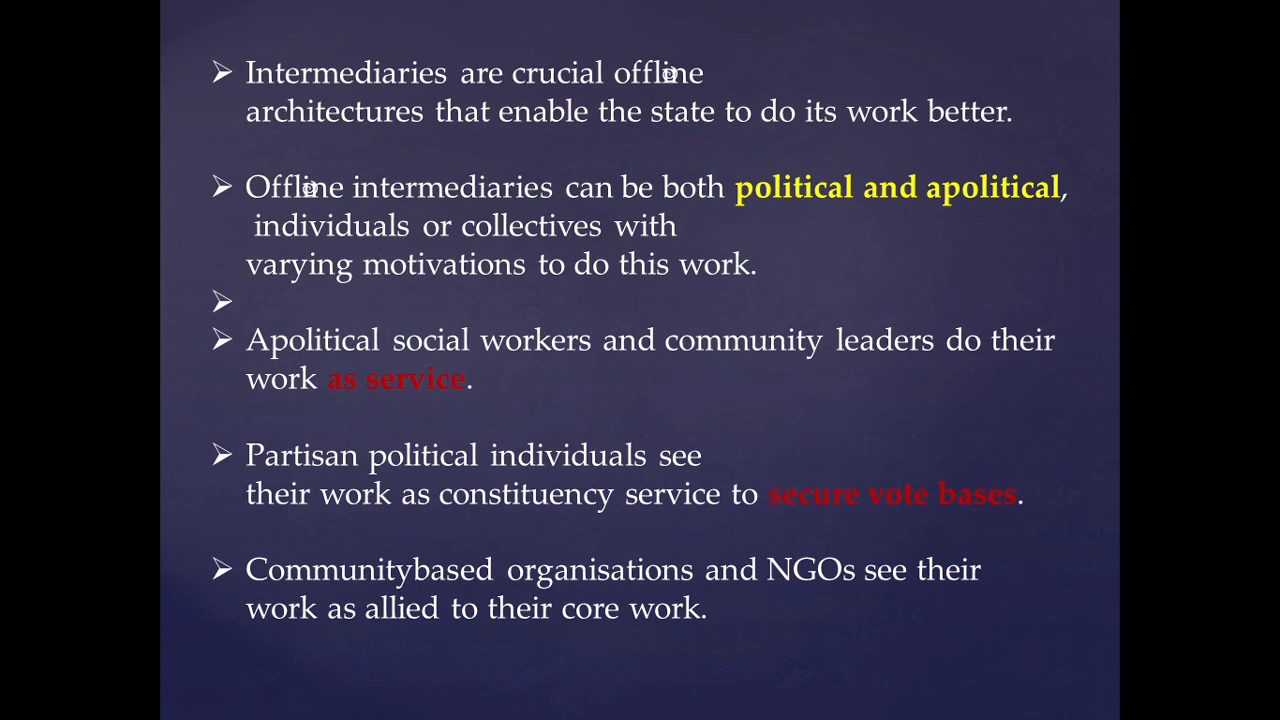 ➢ Intermediaries are crucial offline
architectures that enable the state to do its work better.
➢ Offline intermediaries can be both political and apolitical,
individuals or collectives with
varying motivations to do this work.
➢
➢ Apolitical social workers and community leaders do their
work as service.
➢ Partisan political individuals see
their work as constituency service to secure vote bases.
➢ Communitybased organisations and NGOs see their
work as allied to their core work.